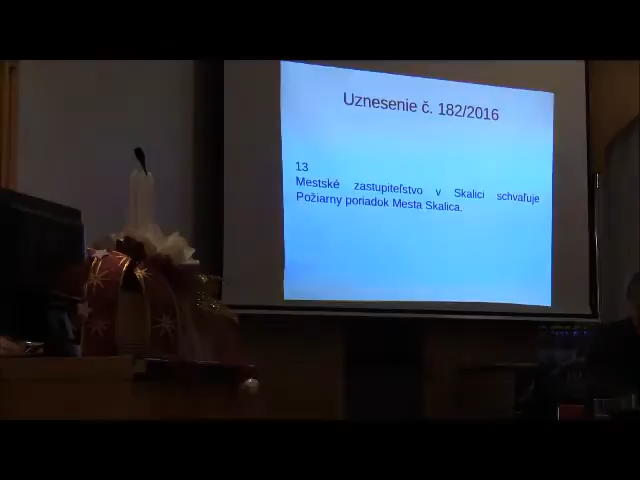 Uznesenie č. 182/2016
13
Mestské zastupiteľstvo v Skalici schvaľuje
Požiarny poriadok Mesta Skalica.